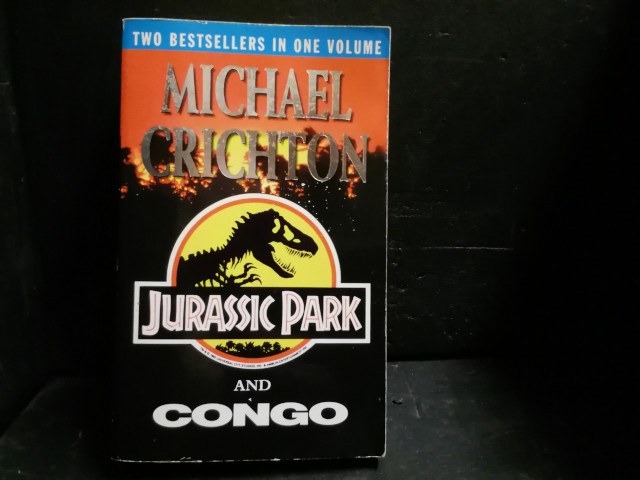 TWO BESTSELLERS IN ONE VOLUME
MICHAEL
CRICHTON
JURASSIC PARK
AND
CONGO